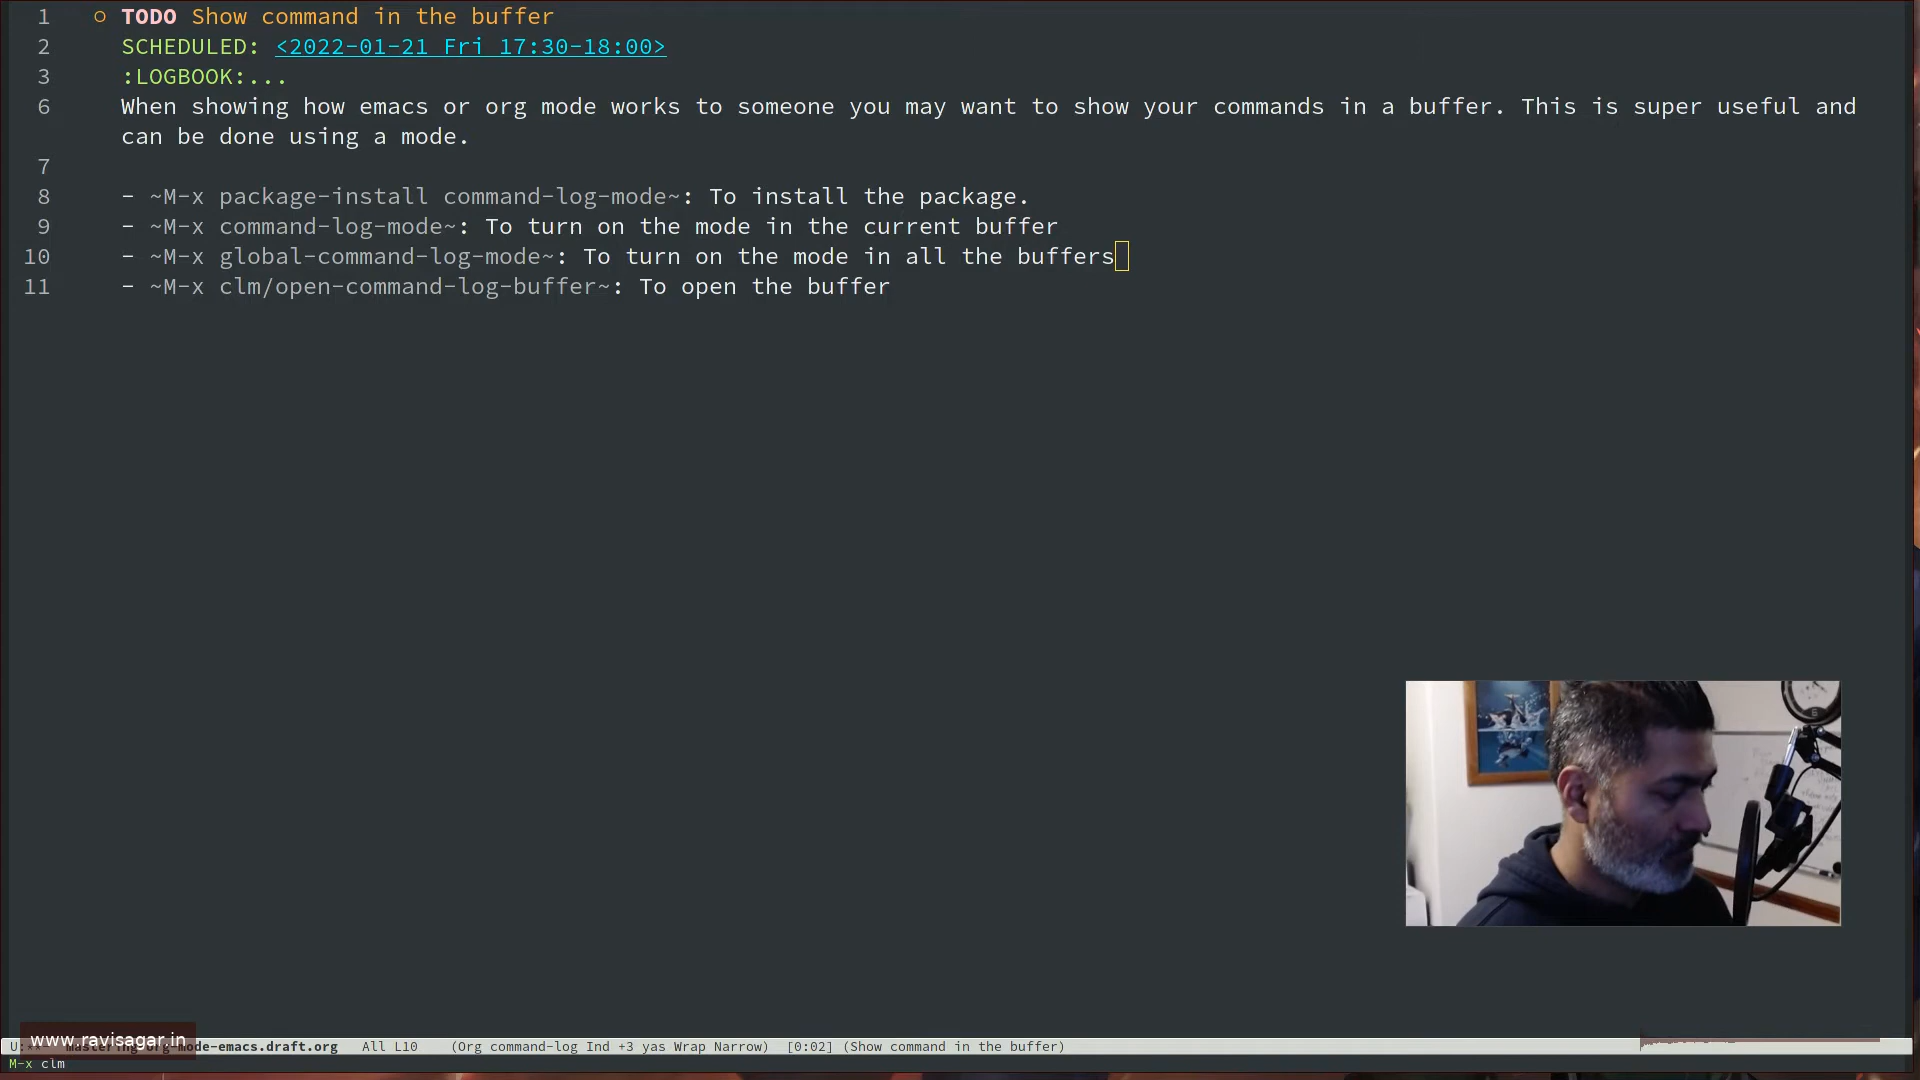 1 TODO Show command in the buffer
2 SCHEDULED: <2022-01-21 Fri 17:30-18:00>
3 :LOGBOOK:...
6 When showing how emacs or org mode works to someone you may want to show your commands in a buffer. This is super useful and
can be done using a mode.
7
8 - ~M-x package-install command-log-mode~: To install the package.
9 - ~M-x command-log-mode~: To turn on the mode in the current buffer
10 - ~M-x global-command-log-mode~: To turn on the mode in all the buffers
11 - ~M-x clm/open-command-log-buffer~: To open the buffer
www.ravisagar.in
mode-emacs.draft.org All L10 (Org command-log Ind +3 yas Wrap Narrow) [0:02] (Show command in the buffer)
M-x clm